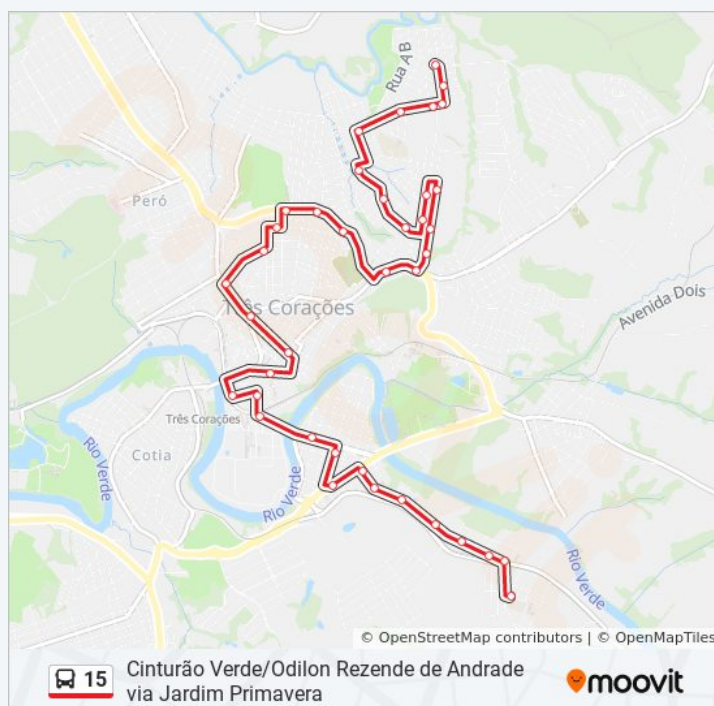 Rua AB
Peró
Três Corações
Avenida Dois
Três Corações
Rio Verde
Cotia
Rio Verde
Rio Verde
© OpenStreetMap contributors | © OpenMapTiles
15
Cinturão Verde/Odilon Rezende de Andrade
via Jardim Primavera
moovit